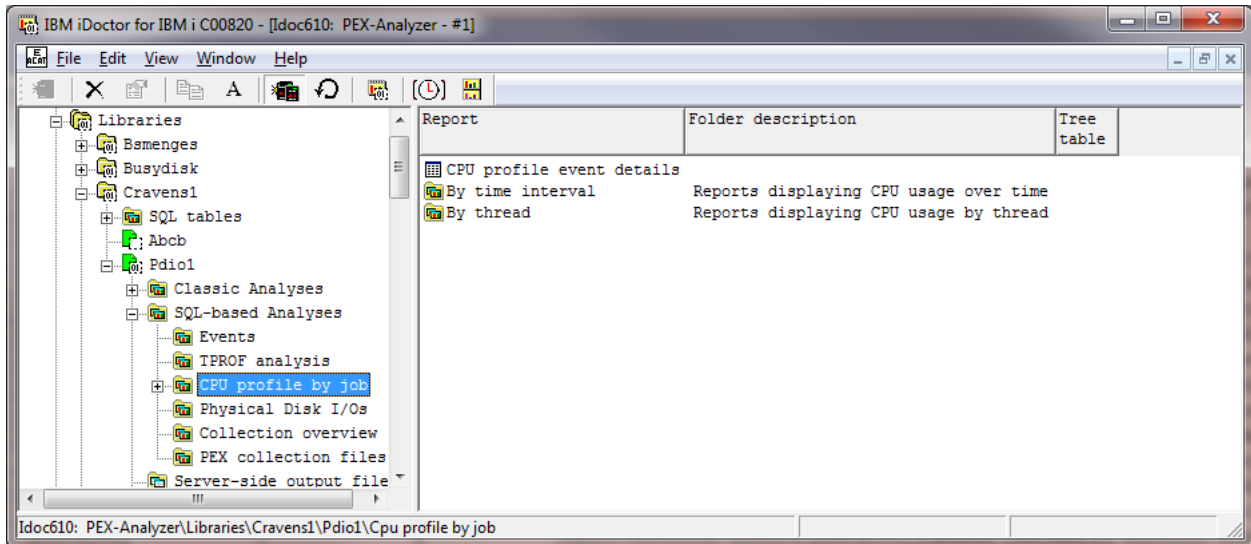 IBM iDoctor for IBM i C00820 - [Idoc610: PEX-Analyzer - #1]
File Edit View Window Help
A
Libraries
Bsmenges
Busydisk
Cravens1
SQL tables
Abcb
Pdio1
Classic Analyses
SQL-based Analyses
Events
TPROF analysis
CPU profile by job
Physical Disk I/Os
Collection overview
PEX collection files
Server-side output file
Report Folder description Tree table
CPU profile event details
By time interval Reports displaying CPU usage over time
By thread Reports displaying CPU usage by thread
Idoc610: PEX-Analyzer\Libraries\Cravens1\Pdio1\Cpu profile by job